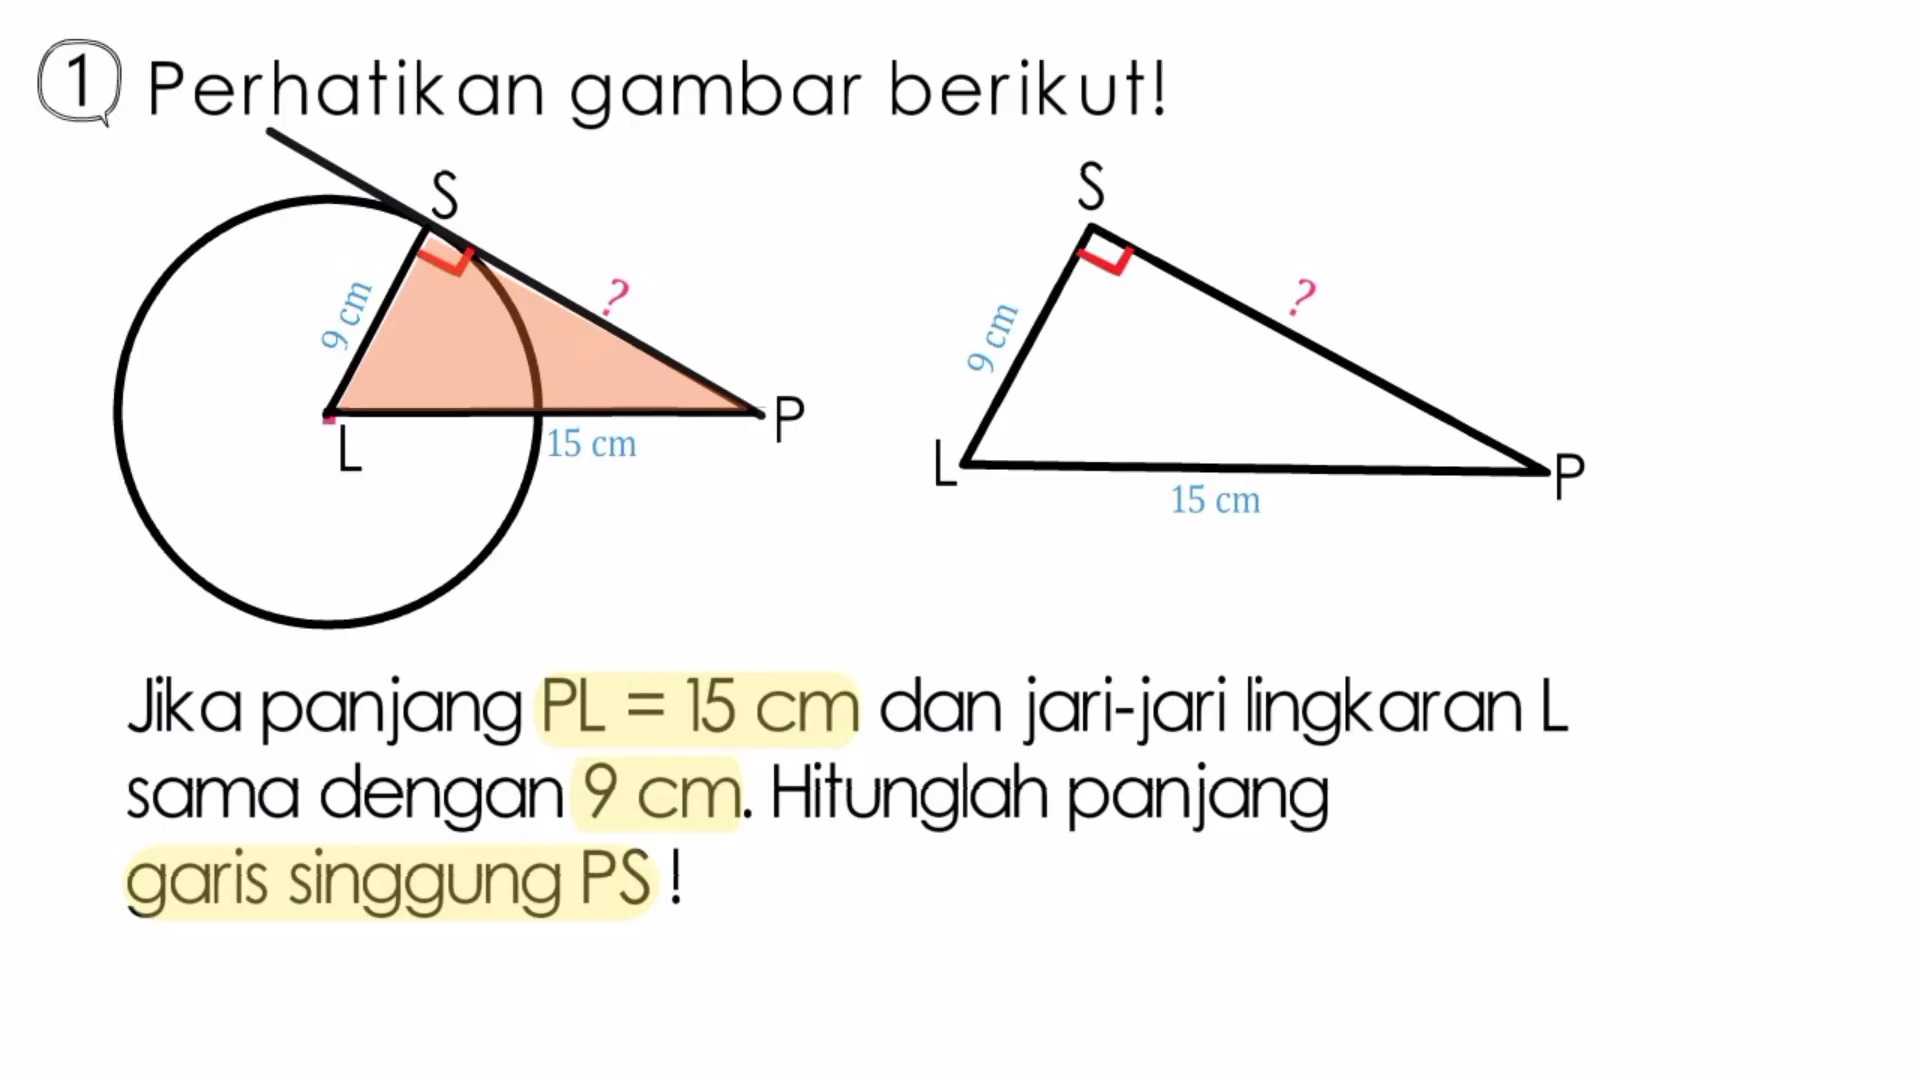 1 Perhatikan gambar berikut!
S
9 cm
?
L
P
15 cm
S
9 cm
?
L
P
15 cm
Jika panjang PL = 15 cm dan jari-jari lingkaran L
sama dengan 9 cm. Hitunglah panjang
garis singgung PS !